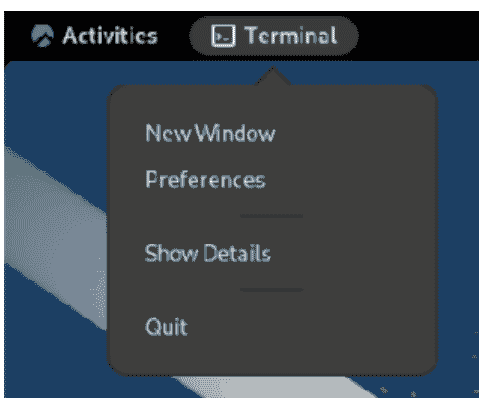 Activities Terminal
New Window
Preferences
Show Details
Quit